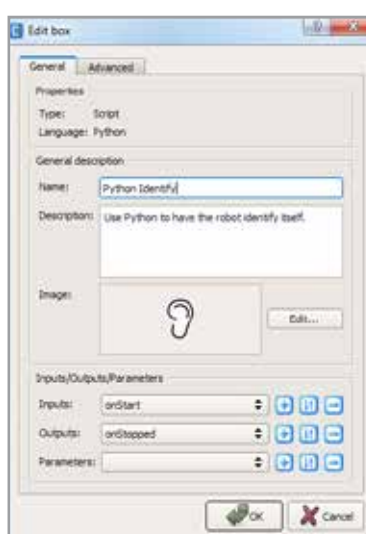 Edit box
General Advanced
Properties
Type: Script
Language: Python
General description
Name: Python Identify
Description: Use Python to have the robot identify itself.
Image:
Edit...
Inputs/Outputs/Parameters
Inputs: onStart
Outputs: onStopped
Parameters:
OK Cancel